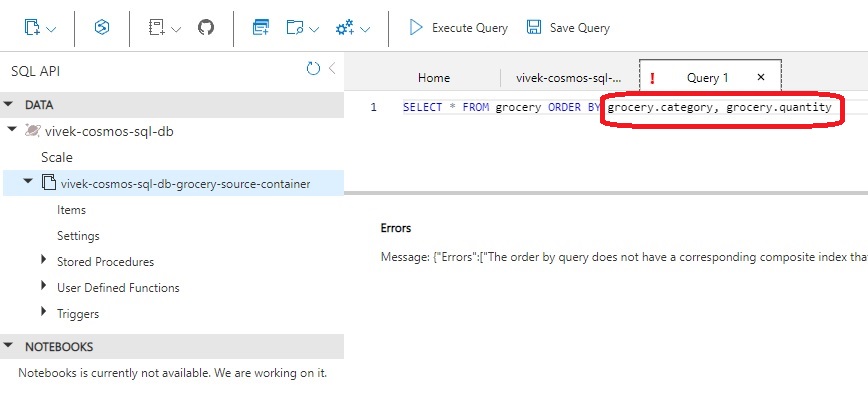 Execute Query
Save Query
SQL API
DATA
vivek-cosmos-sql-db
Scale
vivek-cosmos-sql-db-grocery-source-container
Items
Settings
Stored Procedures
User Defined Functions
Triggers
NOTEBOOKS
Notebooks is currently not available. We are working on it.
Home
vivek-cosmos-sql-...
! Query 1 ×
1 SELECT * FROM grocery ORDER BY grocery.category, grocery.quantity
Errors
Message: {"Errors":["The order by query does not have a corresponding composite index tha